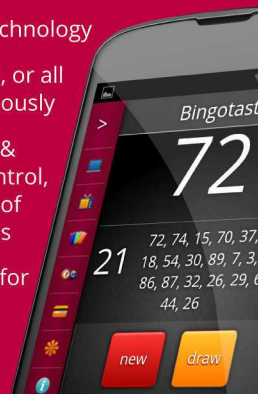 chnology
, or all
ously
&
ntrol,
of
s
for
>
Bingotast
72
21
72, 74, 15, 70, 37,
18, 54, 30, 89, 7, 3,
86, 87, 32, 26, 29, 6
44, 26
new
draw